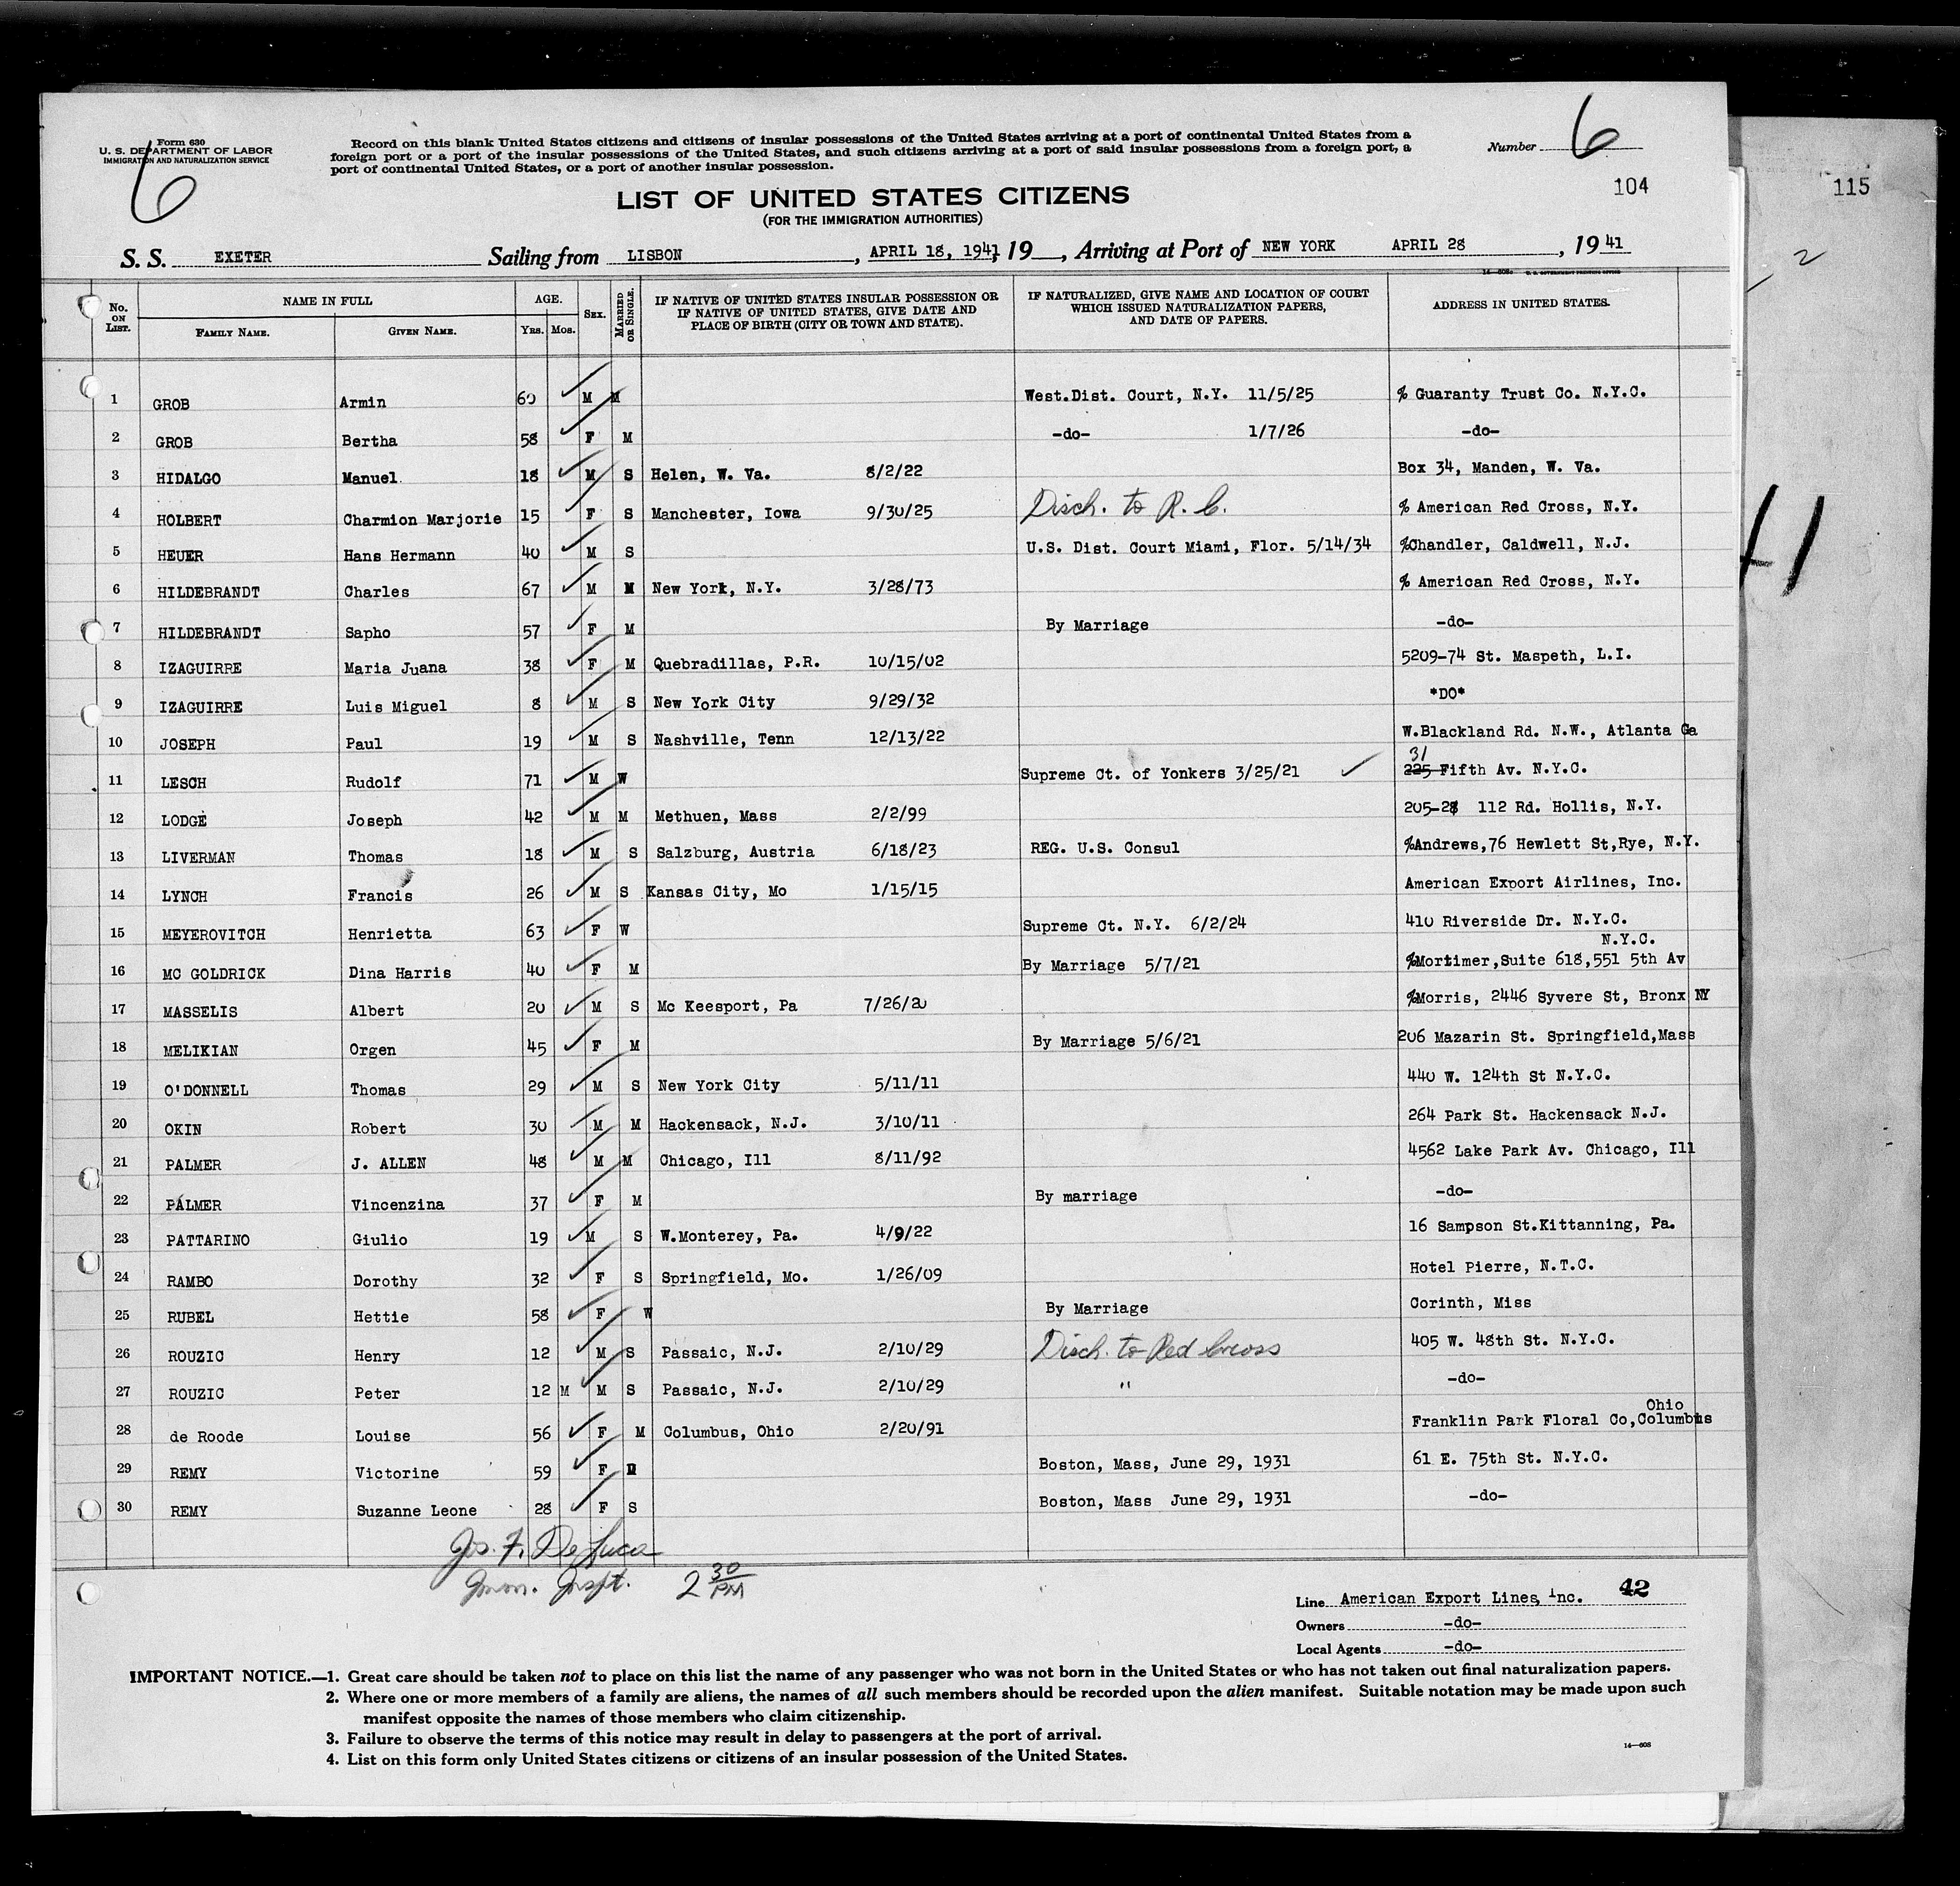 Form 630
U. S. DEPARTMENT OF LABOR
IMMIGRATION AND NATURALIZATION SERVICE
6
Record on this blank United States citizens and citizens of insular possessions of the United States arriving at a port of continental United States from a
foreign port or a port of the insular possessions of the United States, and such citizens arriving at a port of said insular possessions from a foreign port, a
port of continental United States, or a port of another insular possession.
Number 6
104
115
2
LIST OF UNITED STATES CITIZENS
(FOR THE IMMIGRATION AUTHORITIES)
S. S. EXETER Sailing from LISBON, APRIL 18, 1941, 19__, Arriving at Port of NEW YORK APRIL 28, 19 41
No. ON LIST. NAME IN FULL FAMILY NAME. GIVEN NAME. AGE. YRS. MOS. SEX. MARRIED OR SINGLE. IF NATIVE OF UNITED STATES INSULAR POSSESSION OR IF NATIVE OF UNITED STATES, GIVE DATE AND PLACE OF BIRTH (CITY OR TOWN AND STATE). IF NATURALIZED, GIVE NAME AND LOCATION OF COURT WHICH ISSUED NATURALIZATION PAPERS, AND DATE OF PAPERS. ADDRESS IN UNITED STATES.
1 GROB Armin 60 M M West.Dist. Court, N.Y. 11/5/25 % Guaranty Trust Co. N.Y.C.
2 GROB Bertha 58 F M -do- 1/7/26 -do-
3 HIDALGO Manuel 18 M S Helen, W. Va. 8/2/22 Box 34, Manden, W. Va.
4 HOLBERT Charmion Marjorie 15 F S Manchester, Iowa 9/30/25 Disch. to R. C. % American Red Cross, N.Y.
5 HEUER Hans Hermann 40 M S U.S. Dist. Court Miami, Flor. 5/14/34 %Chandler, Caldwell, N.J.
6 HILDEBRANDT Charles 67 M M New York, N.Y. 3/28/73 % American Red Cross, N.Y.
7 HILDEBRANDT Sapho 57 F M By Marriage -do-
8 IZAGUIRRE Maria Juana 38 F M Quebradillas, P.R. 10/15/02 5209-74 St. Maspeth, L.I.
9 IZAGUIRRE Luis Miguel 8 M S New York City 9/29/32 *DO*
10 JOSEPH Paul 19 M S Nashville, Tenn 12/13/22 W.Blackland Rd. N.W., Atlanta Ga
11 LESCH Rudolf 71 M W Supreme Ct. of Yonkers 3/25/21 31 225 Fifth Av. N.Y.C.
12 LODGE Joseph 42 M M Methuen, Mass 2/2/99 205-28 112 Rd. Hollis, N.Y.
13 LIVERMAN Thomas 18 M S Salzburg, Austria 6/18/23 REG. U.S. Consul %Andrews,76 Hewlett St,Rye, N.Y.
14 LYNCH Francis 26 M S Kansas City, Mo 1/15/15 American Export Airlines, Inc.
15 MEYEROVITCH Henrietta 63 F W Supreme Ct. N.Y. 6/2/24 410 Riverside Dr. N.Y.C.
N.Y.C.
16 MC GOLDRICK Dina Harris 40 F M By Marriage 5/7/21 %Mortimer,Suite 618,551 5th Av
17 MASSELIS Albert 20 M S Mc Keesport, Pa 7/26/20 %Morris, 2446 Syvere St, Bronx NY
18 MELIKIAN Orgen 45 F M By Marriage 5/6/21 206 Mazarin St. Springfield,Mass
19 O'DONNELL Thomas 29 M S New York City 5/11/11 440 W. 124th St N.Y.C.
20 OKIN Robert 30 M M Hackensack, N.J. 3/10/11 264 Park St. Hackensack N.J.
21 PALMER J. ALLEN 48 M M Chicago, Ill 8/11/92 4562 Lake Park Av. Chicago, Ill
22 PALMER Vincenzina 37 F M By marriage -do-
23 PATTARINO Giulio 19 M S W.Monterey, Pa. 4/9/22 16 Sampson St.Kittanning, Pa.
24 RAMBO Dorothy 32 F S Springfield, Mo. 1/26/09 Hotel Pierre, N.T.C.
25 RUBEL Hettie 58 F W By Marriage Corinth, Miss
26 ROUZIC Henry 12 M S Passaic, N.J. 2/10/29 Disch. to Red Cross 405 W. 48th St. N.Y.C.
27 ROUZIC Peter 12 M M S Passaic, N.J. 2/10/29 " -do-
Ohio
28 de Roode Louise 56 F M Columbus, Ohio 2/20/91 Franklin Park Floral Co,Columbus
29 REMY Victorine 59 F M Boston, Mass, June 29, 1931 61 E. 75th St. N.Y.C.
30 REMY Suzanne Leone 28 F S Boston, Mass June 29, 1931 -do-
Jos. F. DeLuca
Imm. Inspt. 2 30 PM
Line American Export Lines, Inc. 42
Owners -do-
Local Agents -do-
IMPORTANT NOTICE.—1. Great care should be taken not to place on this list the name of any passenger who was not born in the United States or who has not taken out final naturalization papers.
2. Where one or more members of a family are aliens, the names of all such members should be recorded upon the alien manifest. Suitable notation may be made upon such
manifest opposite the names of those members who claim citizenship.
3. Failure to observe the terms of this notice may result in delay to passengers at the port of arrival.
4. List on this form only United States citizens or citizens of an insular possession of the United States.
14—608